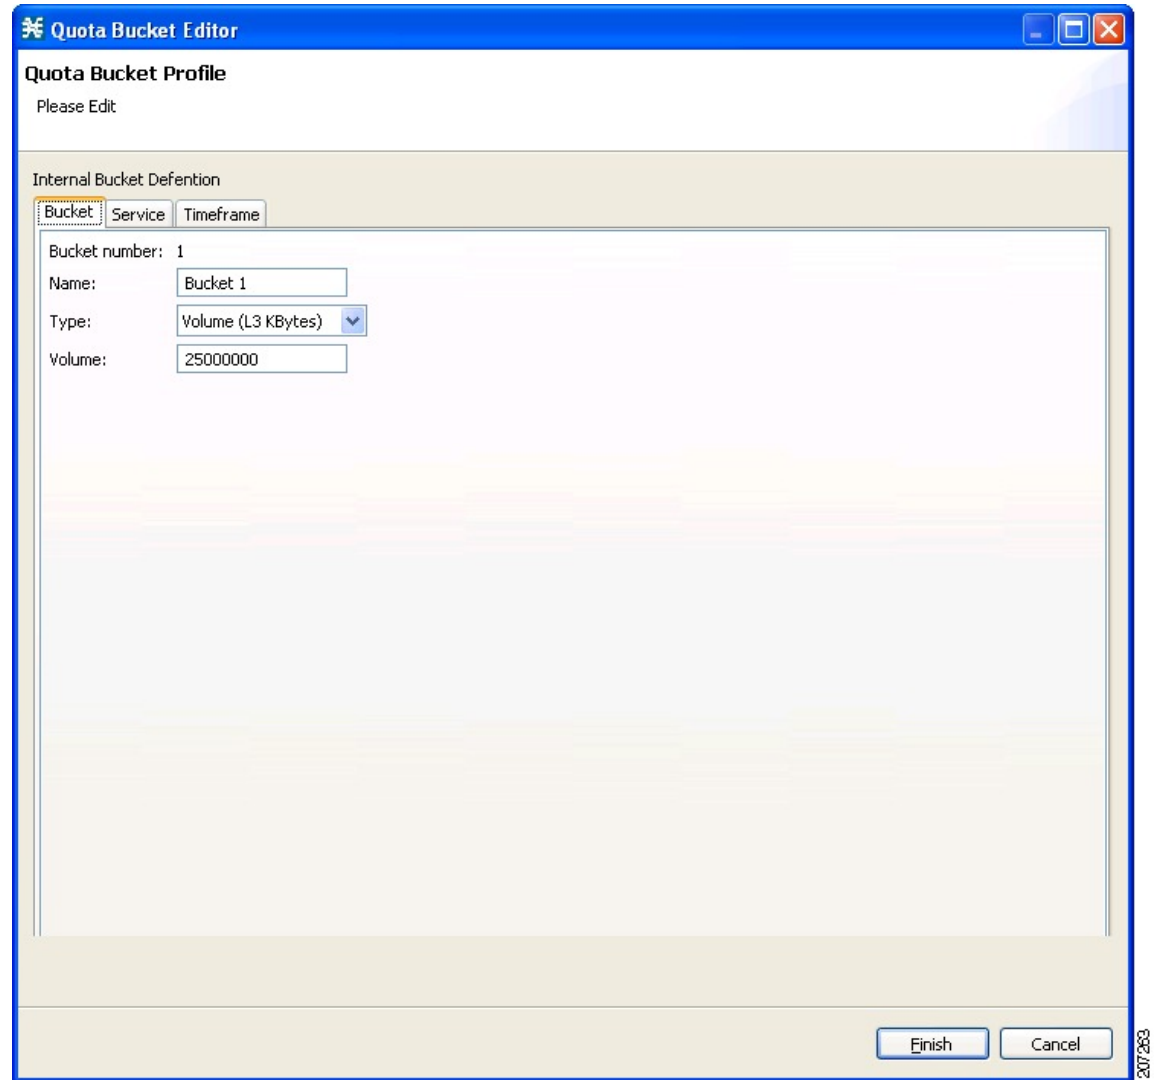 Quota Bucket Editor
Quota Bucket Profile
Please Edit
Internal Bucket Defention
Bucket Service Timeframe
Bucket number: 1
Name: Bucket 1
Type: Volume (L3 KBytes)
Volume: 25000000
Finish Cancel
207263